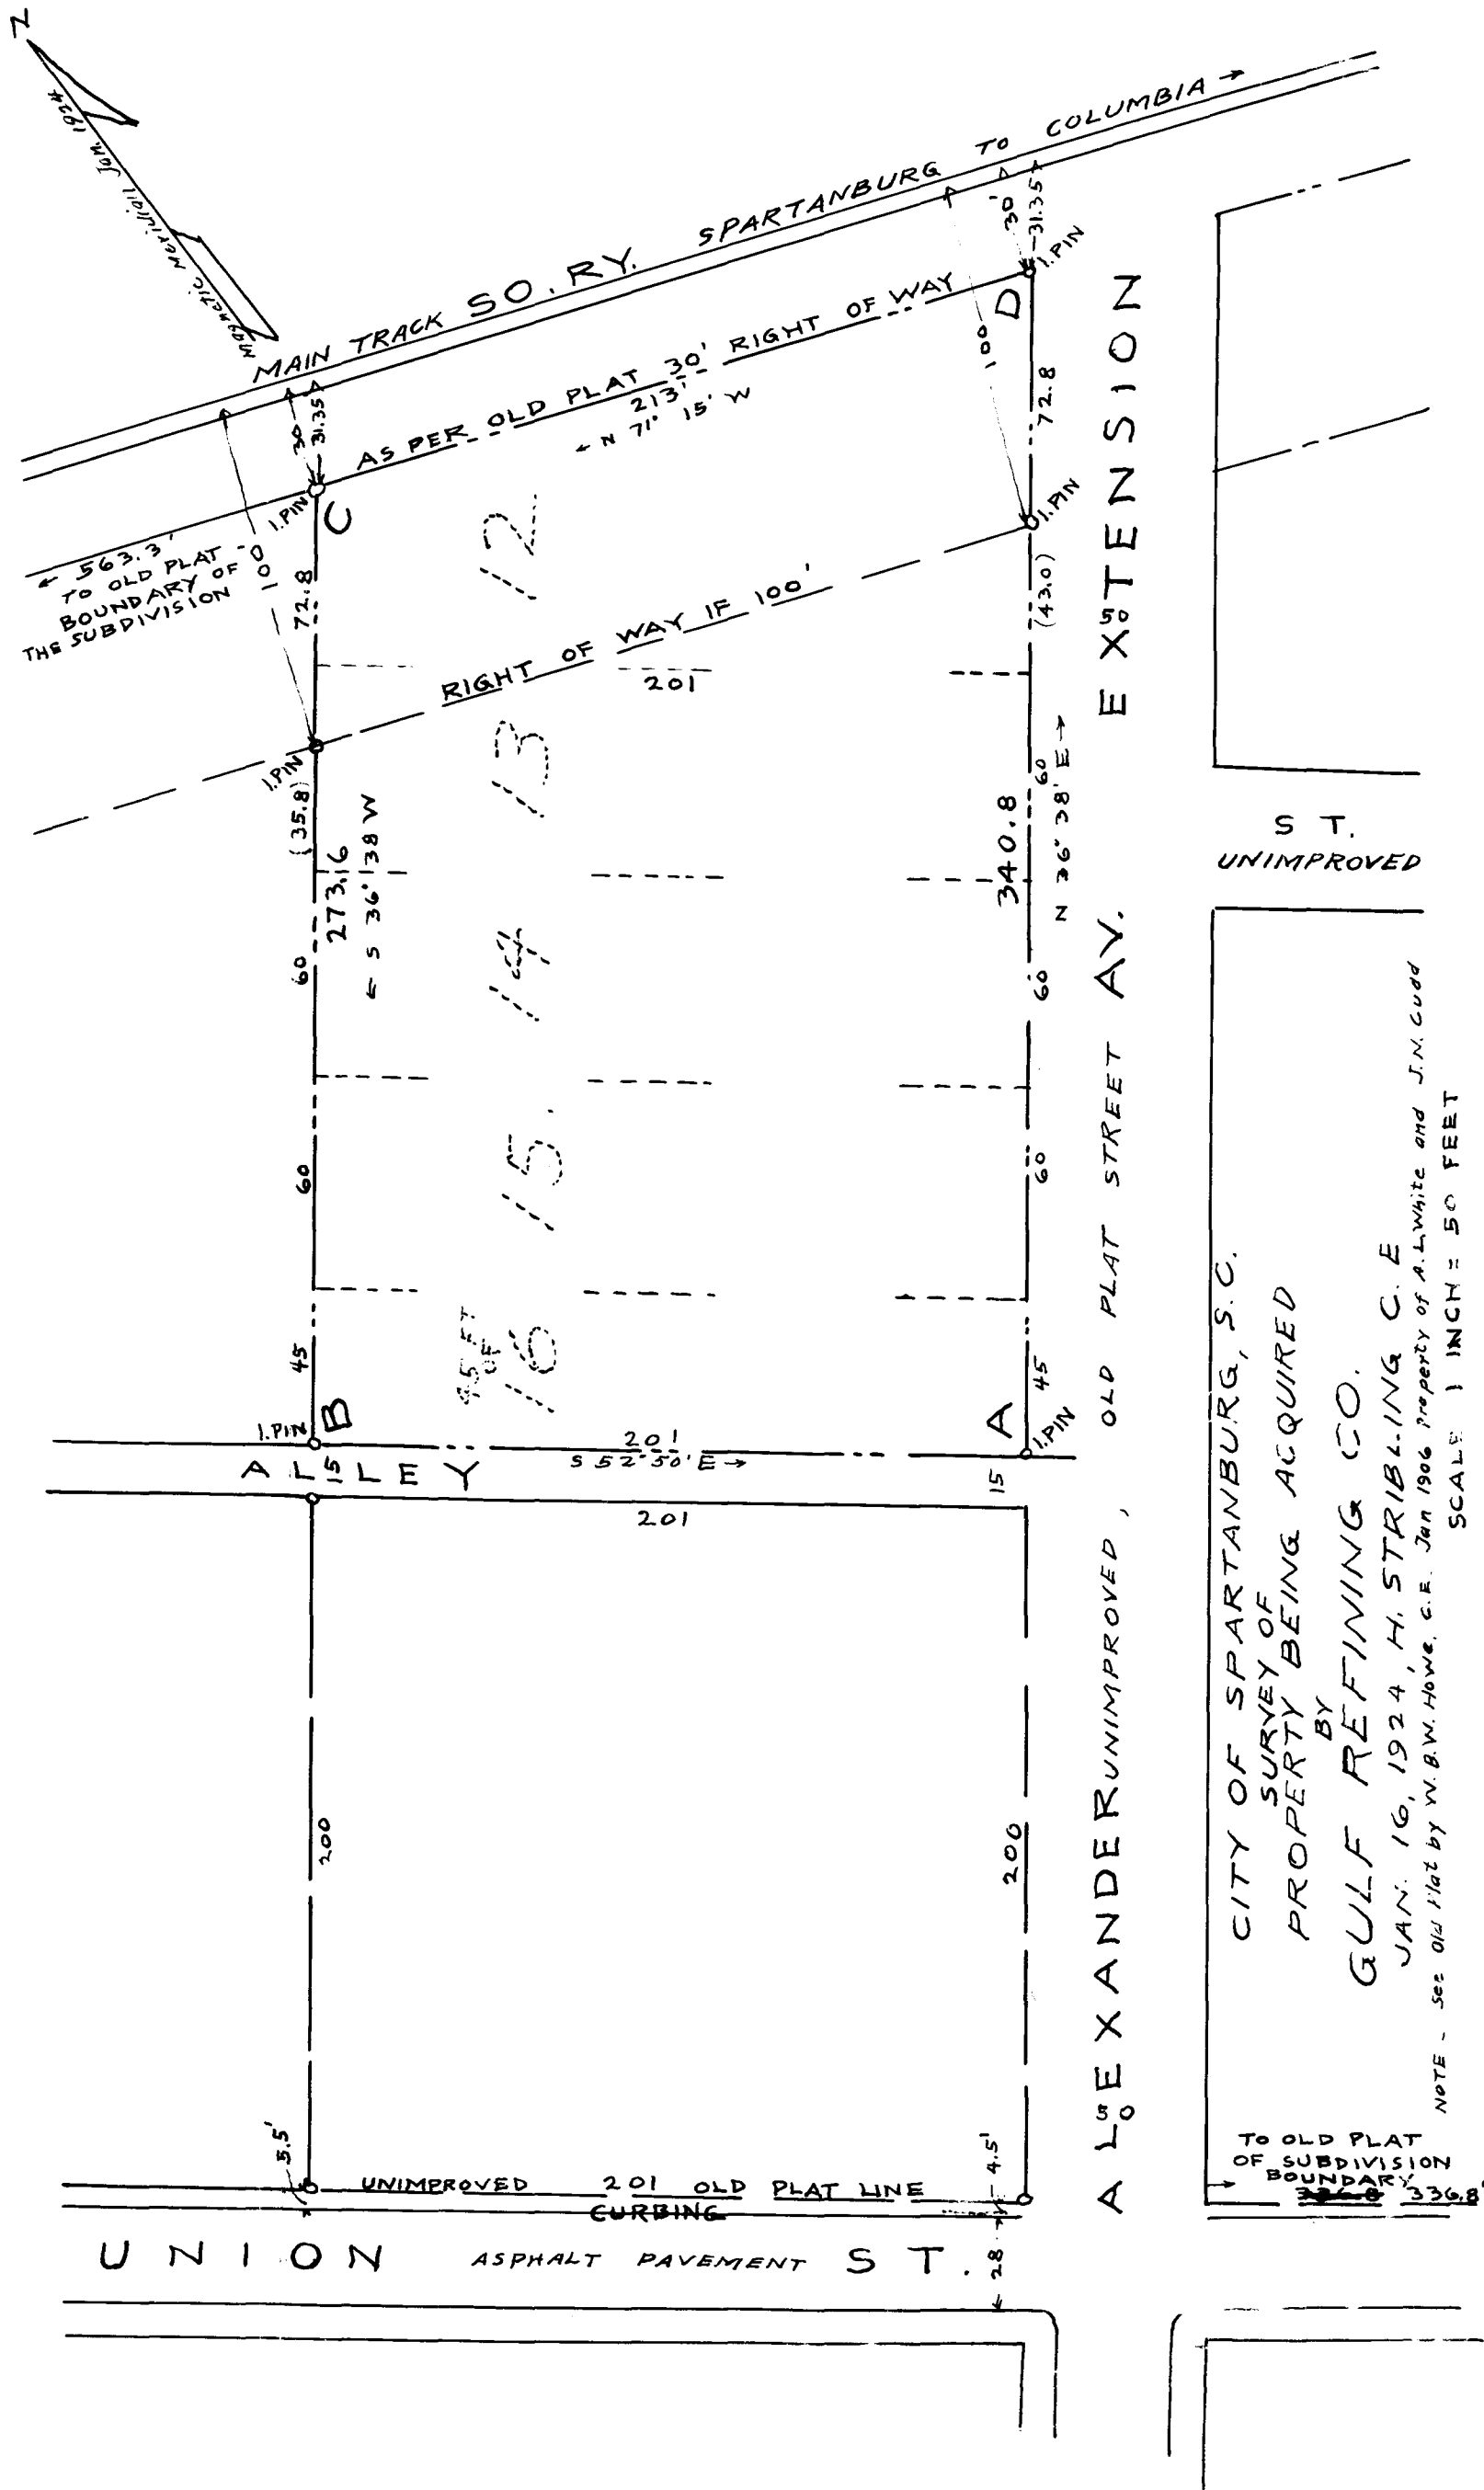 N
Magnetic Meridian Jan. 1924
MAIN TRACK SO. RY. SPARTANBURG TO COLUMBIA →
30'
31.35
30'
31.35
AS PER OLD PLAT 30' RIGHT OF WAY
213'
← N 71° 15' W
I.PIN
C
I.PIN
D
← 563.3'
TO OLD PLAT
BOUNDARY OF
THE SUBDIVISION
100
100
72.8
72.8
12
I.PIN
I.PIN
RIGHT OF WAY IF 100'
201
(35.8)
(43.0)
13
273.16
← S 36° 38 W
340.8
N 36° 38' E →
60
60
14
60
60
15.
60
45 FT
OF
16
45
45
I.PIN
B
A
I.PIN
201
S 52° 50' E →
ALLEY
15
15
201
200
200
5.5'
4.5'
UNIMPROVED 201 OLD PLAT LINE
CURBING
UNION ASPHALT PAVEMENT ST.
28
ALEXANDER UNIMPROVED, OLD PLAT STREET AV. EXTENSION
50
50
ST.
UNIMPROVED
CITY OF SPARTANBURG, S.C.
SURVEY OF
PROPERTY BEING ACQUIRED
BY
GULF REFINING CO.
JAN. 16, 1924, H. STRIBLING C. E
NOTE - see Old Plat by W.B.W. Howe, C.E. Jan 1906 property of A.L. White and J.N. Cudd
SCALE 1 INCH = 50 FEET
TO OLD PLAT
OF SUBDIVISION
BOUNDARY
336.8 336.8'